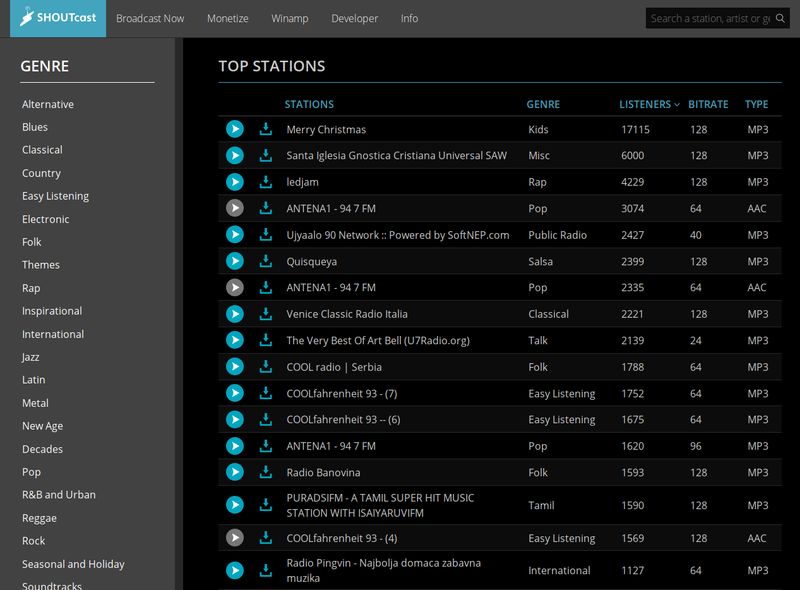 SHOUTcast Broadcast Now Monetize Winamp Developer Info Search a station, artist or ge
GENRE
Alternative
Blues
Classical
Country
Easy Listening
Electronic
Folk
Themes
Rap
Inspirational
International
Jazz
Latin
Metal
New Age
Decades
Pop
R&B and Urban
Reggae
Rock
Seasonal and Holiday
Soundtracks
TOP STATIONS
STATIONS GENRE LISTENERS BITRATE TYPE
Merry Christmas Kids 17115 128 MP3
Santa Iglesia Gnostica Cristiana Universal SAW Misc 6000 128 MP3
ledjam Rap 4229 128 MP3
ANTENA1 - 94 7 FM Pop 3074 64 AAC
Ujyaalo 90 Network :: Powered by SoftNEP.com Public Radio 2427 40 MP3
Quisqueya Salsa 2399 128 MP3
ANTENA1 - 94 7 FM Pop 2335 64 AAC
Venice Classic Radio Italia Classical 2221 128 MP3
The Very Best Of Art Bell (U7Radio.org) Talk 2139 24 MP3
COOL radio | Serbia Folk 1788 64 MP3
COOLfahrenheit 93 - (7) Easy Listening 1752 64 MP3
COOLfahrenheit 93 -- (6) Easy Listening 1675 64 MP3
ANTENA1 - 94 7 FM Pop 1620 96 MP3
Radio Banovina Folk 1593 128 MP3
PURADSIFM - A TAMIL SUPER HIT MUSIC
STATION WITH ISAIYARUVIFM Tamil 1590 128 MP3
COOLfahrenheit 93 - (4) Easy Listening 1569 128 AAC
Radio Pingvin - Najbolja domaca zabavna
muzika International 1127 64 MP3